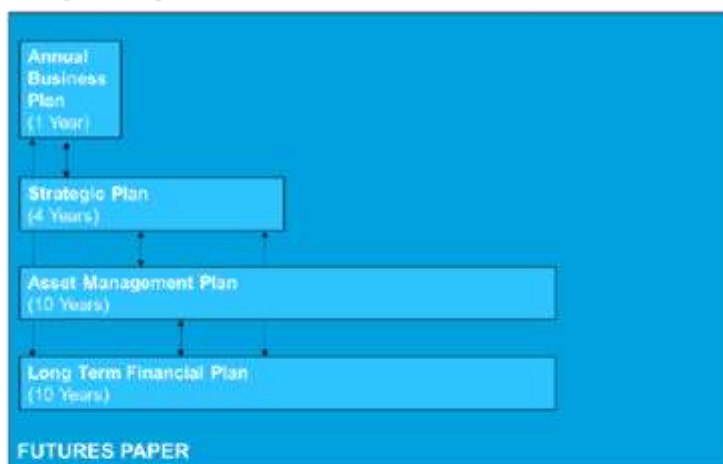 Annual
Business
Plan
(1 Year)
Strategic Plan
(4 Years)
Asset Management Plan
(10 Years)
Long Term Financial Plan
(10 Years)
FUTURES PAPER